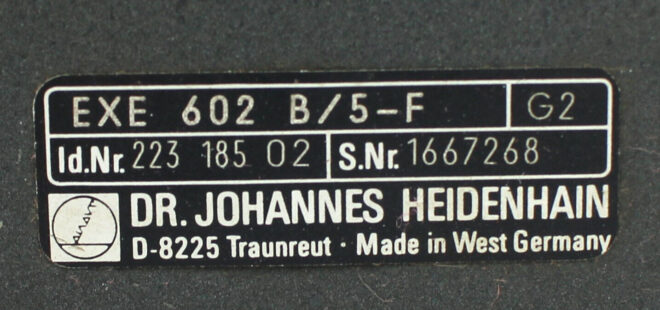 EXE 602 B/5-F G2
Id.Nr. 223 185 02 S.Nr. 1667268
DR. JOHANNES HEIDENHAIN
D-8225 Traunreut · Made in West Germany